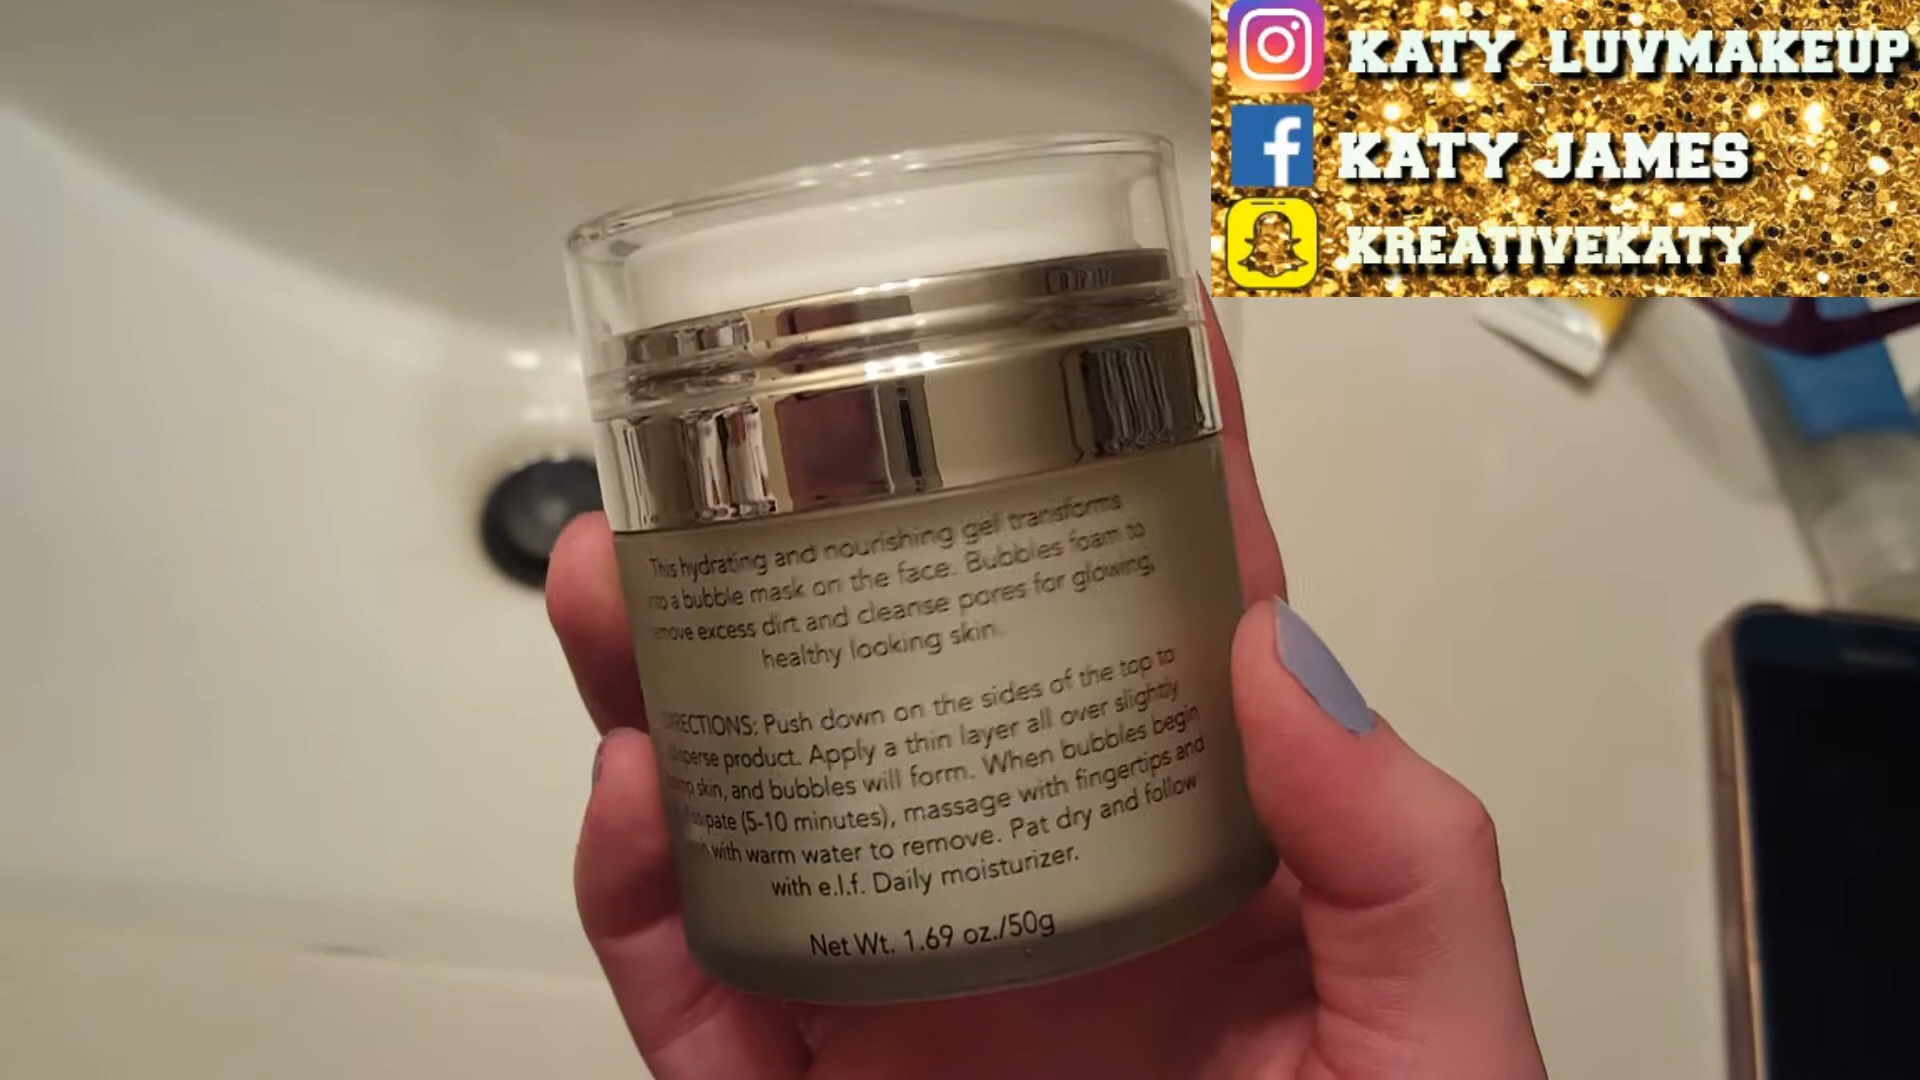 KATY_LUVMAKEUP
KATY JAMES
KREATIVEKATY
This hydrating and nourishing gel transforms
a bubble mask on the face. Bubbles foam to
excess dirt and cleanse pores for glowing,
healthy looking skin.
DIRECTIONS: Push down on the sides of the top to
product. Apply a thin layer all over slightly
skin, and bubbles will form. When bubbles begin
(5-10 minutes), massage with fingertips and
with warm water to remove. Pat dry and follow
with e.l.f. Daily moisturizer.
Net Wt. 1.69 oz./50g